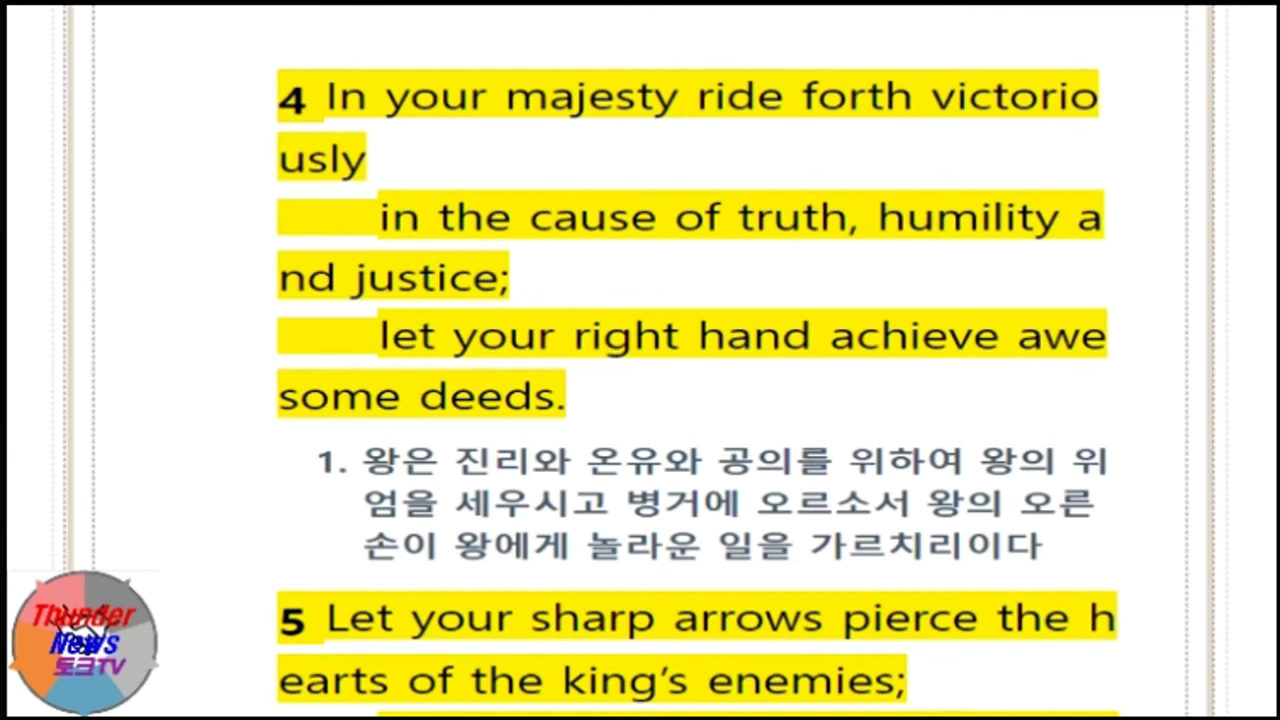 4 In your majesty ride forth victorio
usly
in the cause of truth, humility a
nd justice;
let your right hand achieve awe
some deeds.
1. 왕은 진리와 온유와 공의를 위하여 왕의 위
엄을 세우시고 병거에 오르소서 왕의 오른
손이 왕에게 놀라운 일을 가르치리이다
5 Let your sharp arrows pierce the h
earts of the king’s enemies;
Thunder
News
토크TV